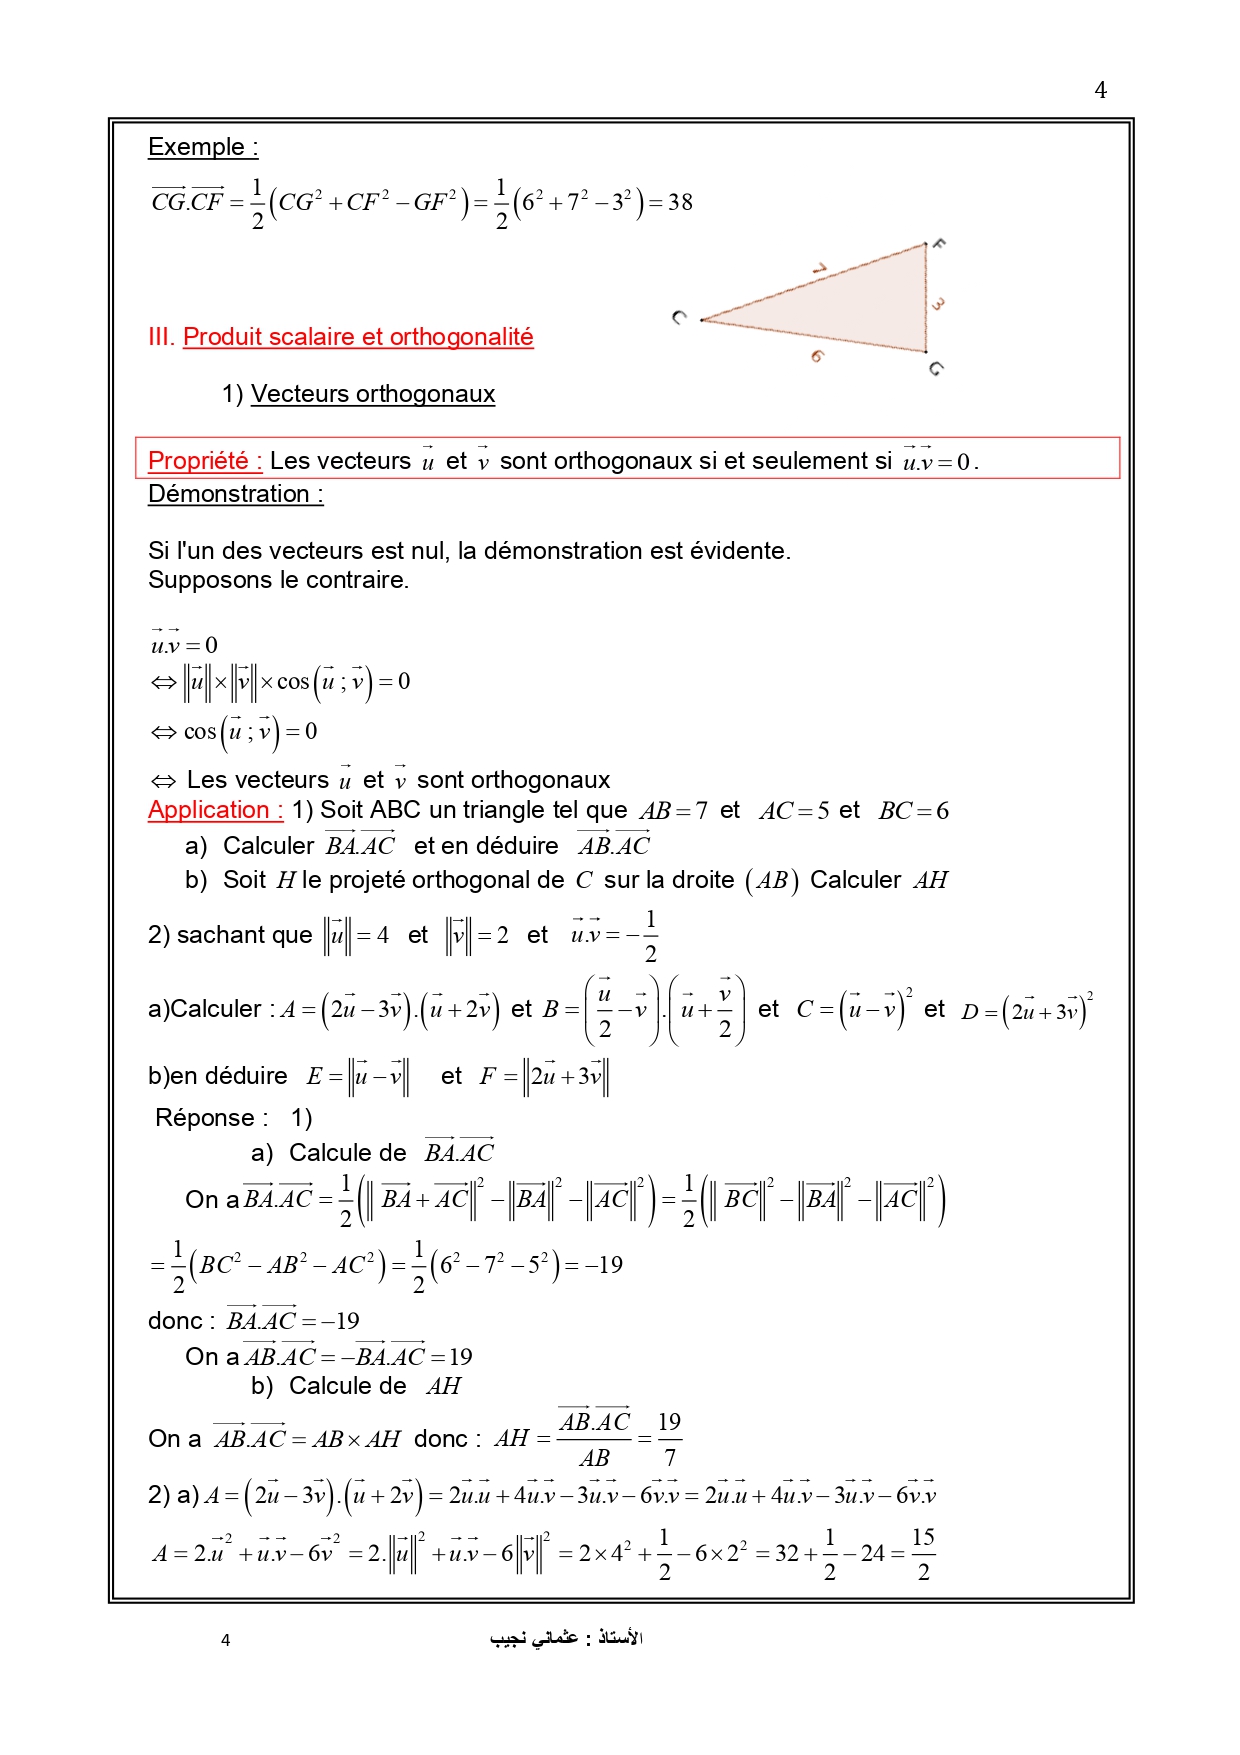 4
Exemple :
$\overrightarrow{CG}.\overrightarrow{CF} = \frac{1}{2}\left(CG^2 + CF^2 - GF^2\right) = \frac{1}{2}\left(6^2 + 7^2 - 3^2\right) = 38$
F
7
3
C
6
G
III. Produit scalaire et orthogonalité
1) Vecteurs orthogonaux
Propriété : Les vecteurs $\vec{u}$ et $\vec{v}$ sont orthogonaux si et seulement si $\vec{u}.\vec{v} = 0$.
Démonstration :
Si l'un des vecteurs est nul, la démonstration est évidente.
Supposons le contraire.
$\vec{u}.\vec{v} = 0$
$\Leftrightarrow \|\vec{u}\| \times \|\vec{v}\| \times \cos\left(\vec{u} ; \vec{v}\right) = 0$
$\Leftrightarrow \cos\left(\vec{u} ; \vec{v}\right) = 0$
$\Leftrightarrow$ Les vecteurs $\vec{u}$ et $\vec{v}$ sont orthogonaux
Application : 1) Soit ABC un triangle tel que $AB = 7$ et $AC = 5$ et $BC = 6$
a) Calculer $\overrightarrow{BA}.\overrightarrow{AC}$ et en déduire $\overrightarrow{AB}.\overrightarrow{AC}$
b) Soit $H$ le projeté orthogonal de $C$ sur la droite $(AB)$ Calculer $AH$
2) sachant que $\|\vec{u}\| = 4$ et $\|\vec{v}\| = 2$ et $\vec{u}.\vec{v} = -\frac{1}{2}$
a)Calculer : $A = \left(2\vec{u} - 3\vec{v}\right).\left(\vec{u} + 2\vec{v}\right)$ et $B = \left(\frac{\vec{u}}{2} - \vec{v}\right).\left(\vec{u} + \frac{\vec{v}}{2}\right)$ et $C = \left(\vec{u} - \vec{v}\right)^2$ et $D = \left(2\vec{u} + 3\vec{v}\right)^2$
b)en déduire $E = \|\vec{u} - \vec{v}\|$ et $F = \|2\vec{u} + 3\vec{v}\|$
Réponse : 1)
a) Calcule de $\overrightarrow{BA}.\overrightarrow{AC}$
On a $\overrightarrow{BA}.\overrightarrow{AC} = \frac{1}{2}\left(\|\overrightarrow{BA} + \overrightarrow{AC}\|^2 - \|\overrightarrow{BA}\|^2 - \|\overrightarrow{AC}\|^2\right) = \frac{1}{2}\left(\|\overrightarrow{BC}\|^2 - \|\overrightarrow{BA}\|^2 - \|\overrightarrow{AC}\|^2\right)$
$= \frac{1}{2}\left(BC^2 - AB^2 - AC^2\right) = \frac{1}{2}\left(6^2 - 7^2 - 5^2\right) = -19$
donc : $\overrightarrow{BA}.\overrightarrow{AC} = -19$
On a $\overrightarrow{AB}.\overrightarrow{AC} = -\overrightarrow{BA}.\overrightarrow{AC} = 19$
b) Calcule de $AH$
On a $\overrightarrow{AB}.\overrightarrow{AC} = AB \times AH$ donc : $AH = \frac{\overrightarrow{AB}.\overrightarrow{AC}}{AB} = \frac{19}{7}$
2) a) $A = \left(2\vec{u} - 3\vec{v}\right).\left(\vec{u} + 2\vec{v}\right) = 2\vec{u}.\vec{u} + 4\vec{u}.\vec{v} - 3\vec{u}.\vec{v} - 6\vec{v}.\vec{v} = 2\vec{u}.\vec{u} + 4\vec{u}.\vec{v} - 3\vec{u}.\vec{v} - 6\vec{v}.\vec{v}$
$A = 2.\vec{u}^2 + \vec{u}.\vec{v} - 6\vec{v}^2 = 2.\|\vec{u}\|^2 + \vec{u}.\vec{v} - 6\|\vec{v}\|^2 = 2 \times 4^2 + \frac{1}{2} - 6 \times 2^2 = 32 + \frac{1}{2} - 24 = \frac{15}{2}$
4 الأستاذ : عثماني نجيب